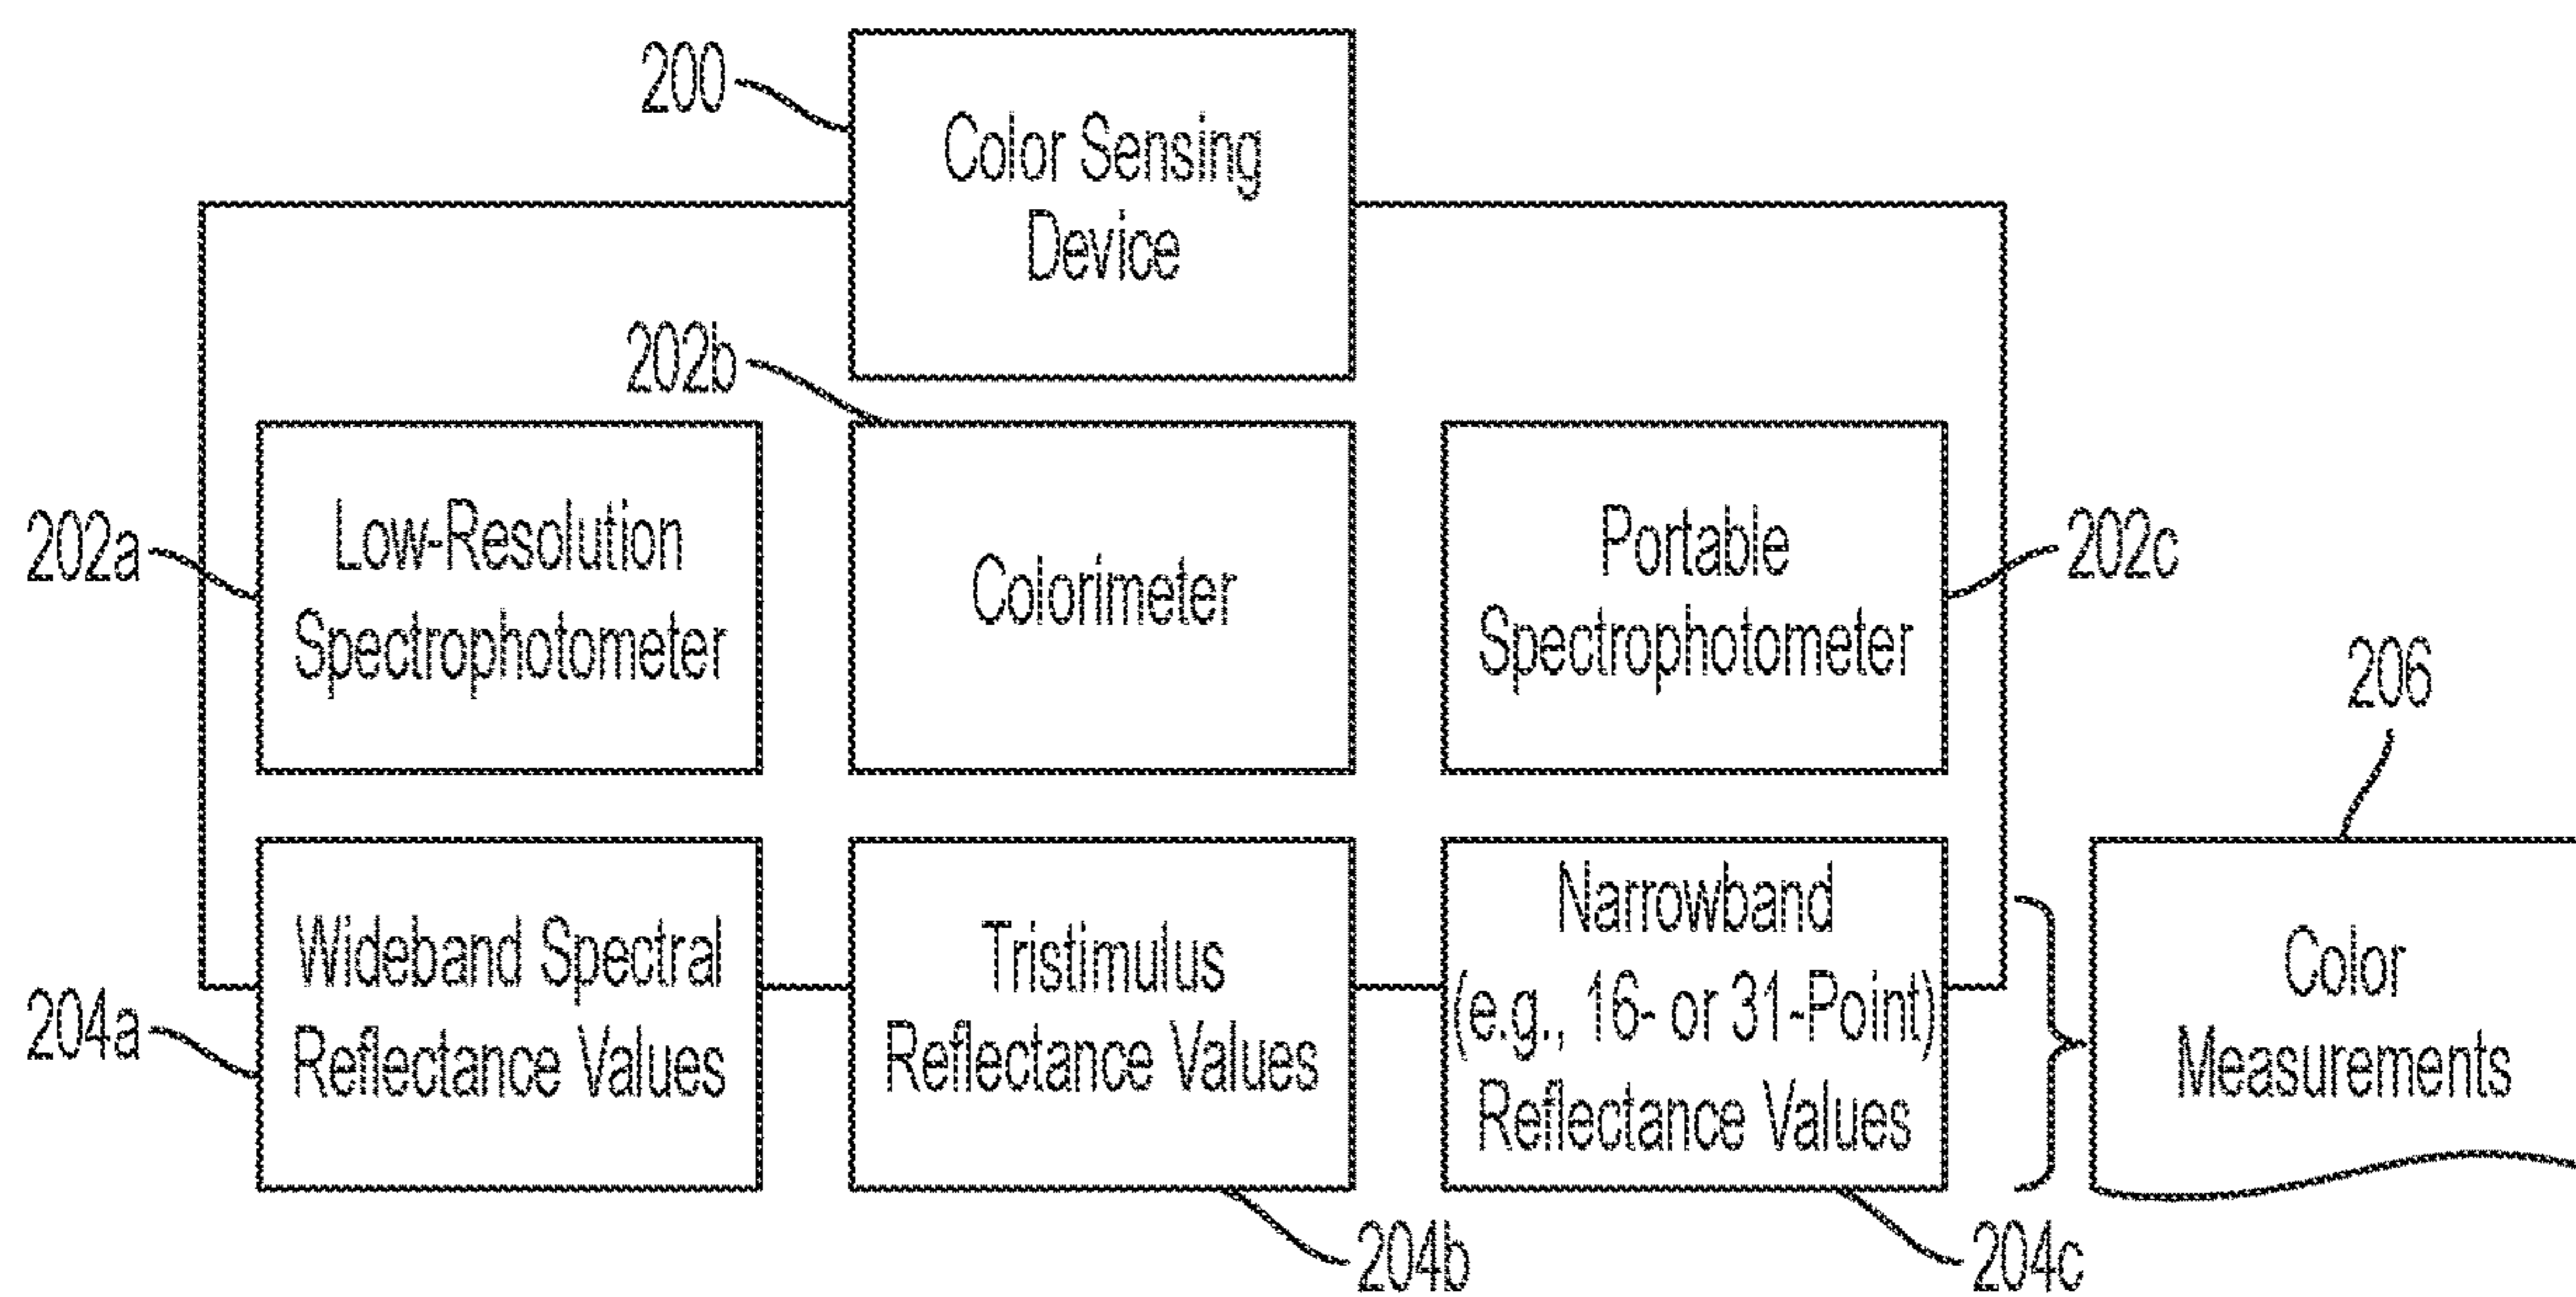 200
Color Sensing
Device
202b
202a
Low-Resolution
Spectrophotometer
Colorimeter
Portable
Spectrophotometer
202c
206
204a
Wideband Spectral
Reflectance Values
Tristimulus
Reflectance Values
Narrowband
(e.g., 16- or 31-Point)
Reflectance Values
Color
Measurements
204b
204c